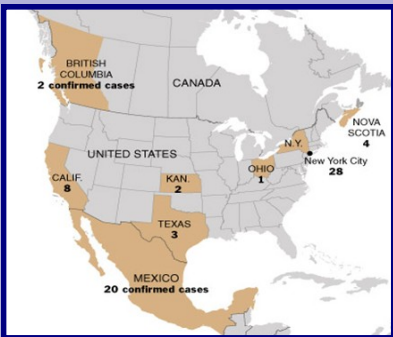 BRITISH
COLUMBIA
2 confirmed cases
CANADA
NOVA
SCOTIA
4
N.Y.
New York City
28
UNITED STATES
OHIO
1
CALIF.
8
KAN.
2
TEXAS
3
MEXICO
20 confirmed cases